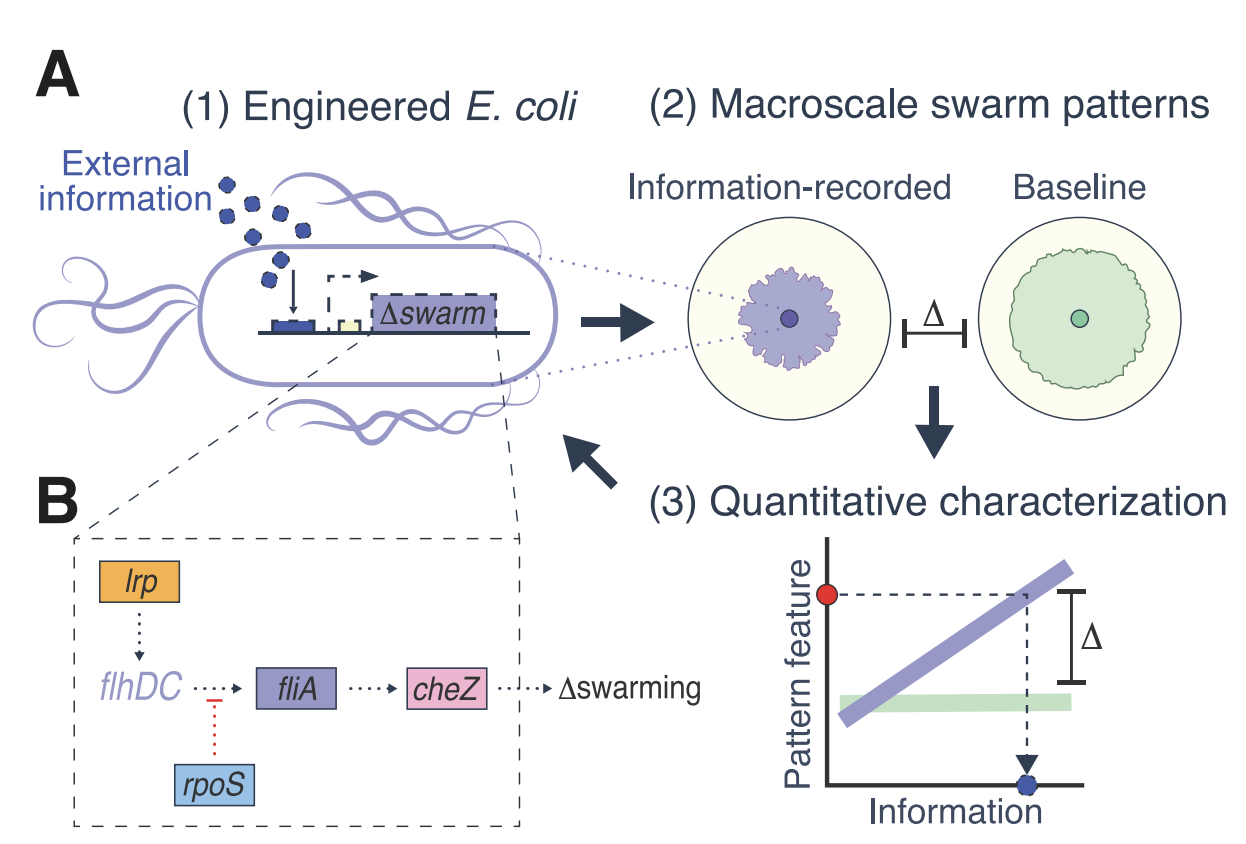 A
(1) Engineered E. coli
(2) Macroscale swarm patterns
External
information
Information-recorded
Baseline
Δswarm
Δ
B
(3) Quantitative characterization
lrp
flhDC
fliA
cheZ
Δswarming
rpoS
Pattern feature
Δ
Information